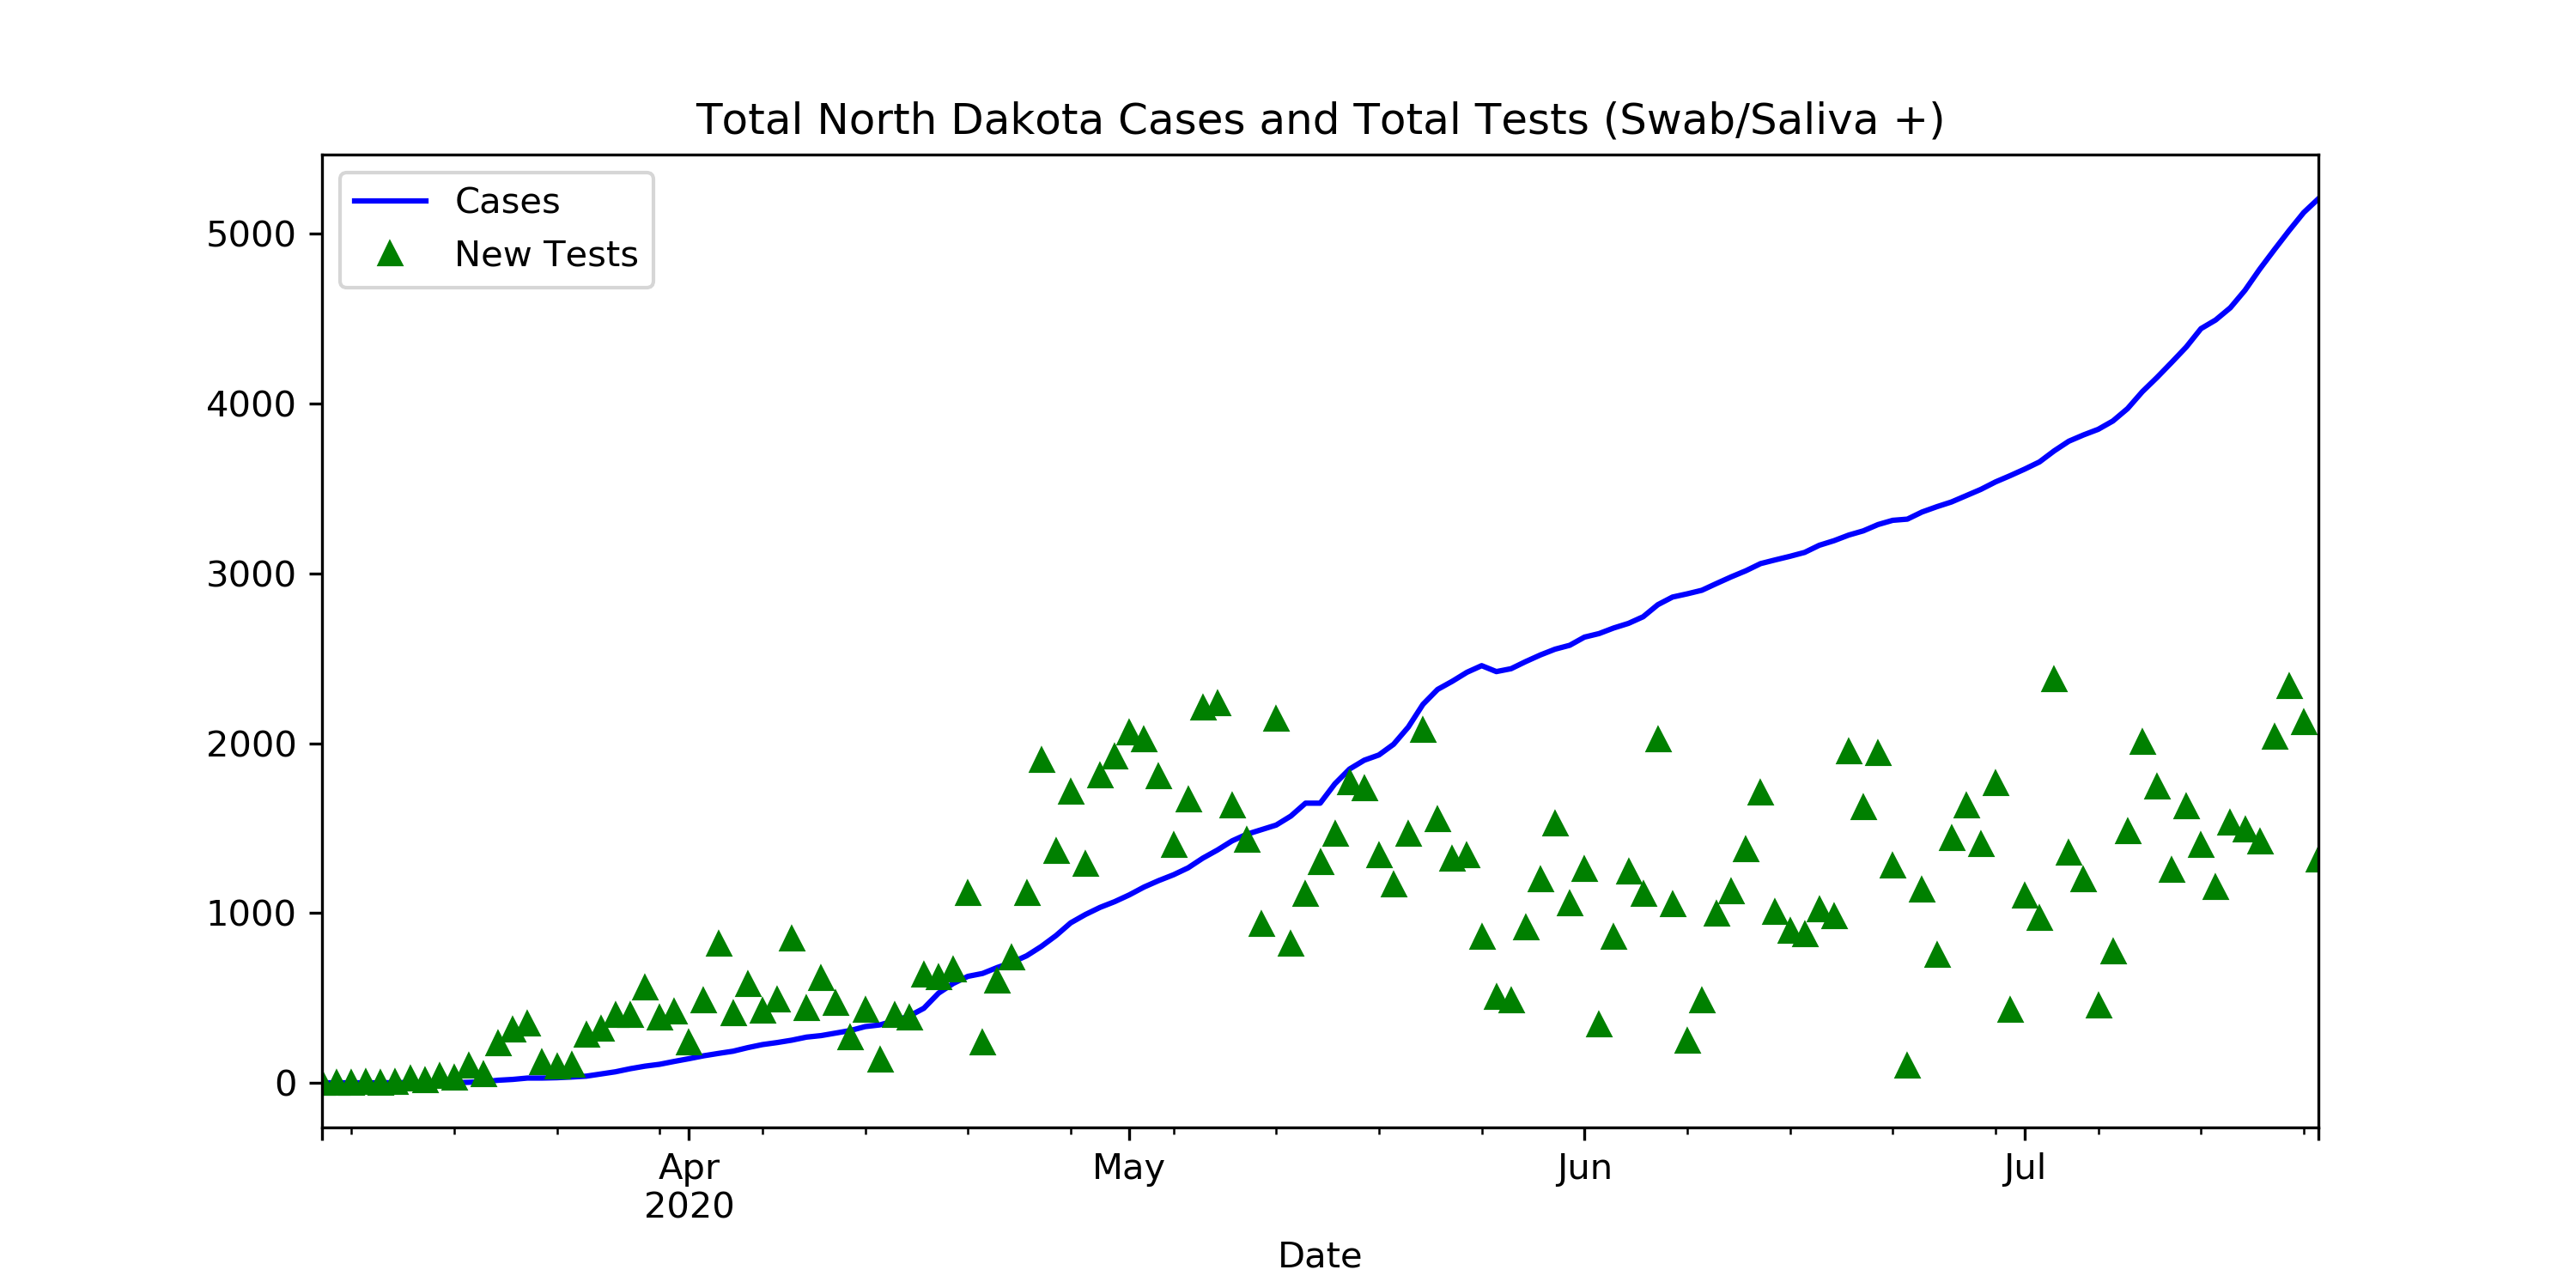 Total North Dakota Cases and Total Tests (Swab/Saliva +)
Cases
New Tests
5000
4000
3000
2000
1000
0
Apr May Jun Jul
2020
Date